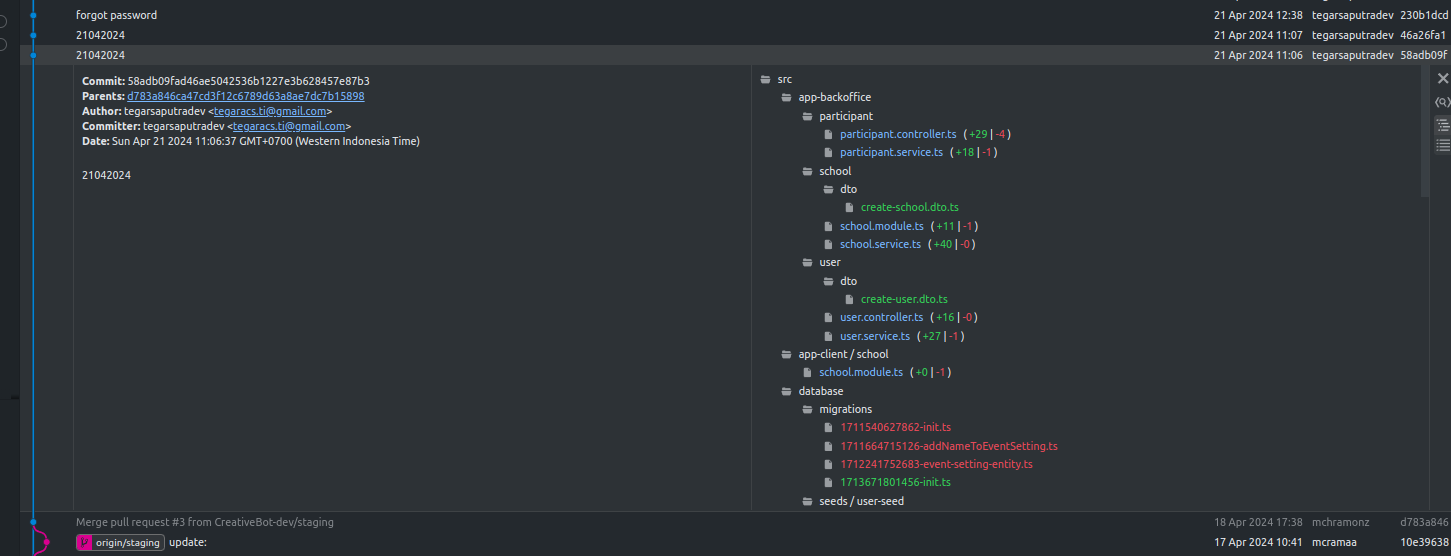 forgot password 21 Apr 2024 12:38 tegarsaputradev 230b1dcd
21042024 21 Apr 2024 11:07 tegarsaputradev 46a26fa1
21042024 21 Apr 2024 11:06 tegarsaputradev 58adb09f
Commit: 58adb09fad46ae5042536b1227e3b628457e87b3
Parents: d783a846ca47cd3f12c6789d63a8ae7dc7b15898
Author: tegarsaputradev <tegaracs.ti@gmail.com>
Committer: tegarsaputradev <tegaracs.ti@gmail.com>
Date: Sun Apr 21 2024 11:06:37 GMT+0700 (Western Indonesia Time)
21042024
src
app-backoffice
participant
participant.controller.ts (+29|-4)
participant.service.ts (+18|-1)
school
dto
create-school.dto.ts
school.module.ts (+11|-1)
school.service.ts (+40|-0)
user
dto
create-user.dto.ts
user.controller.ts (+16|-0)
user.service.ts (+27|-1)
app-client / school
school.module.ts (+0|-1)
database
migrations
1711540627862-init.ts
1711664715126-addNameToEventSetting.ts
1712241752683-event-setting-entity.ts
1713671801456-init.ts
seeds / user-seed
Merge pull request #3 from CreativeBot-dev/staging 18 Apr 2024 17:38 mchramonz d783a846
origin/staging update: 17 Apr 2024 10:41 mcramaa 10e39638